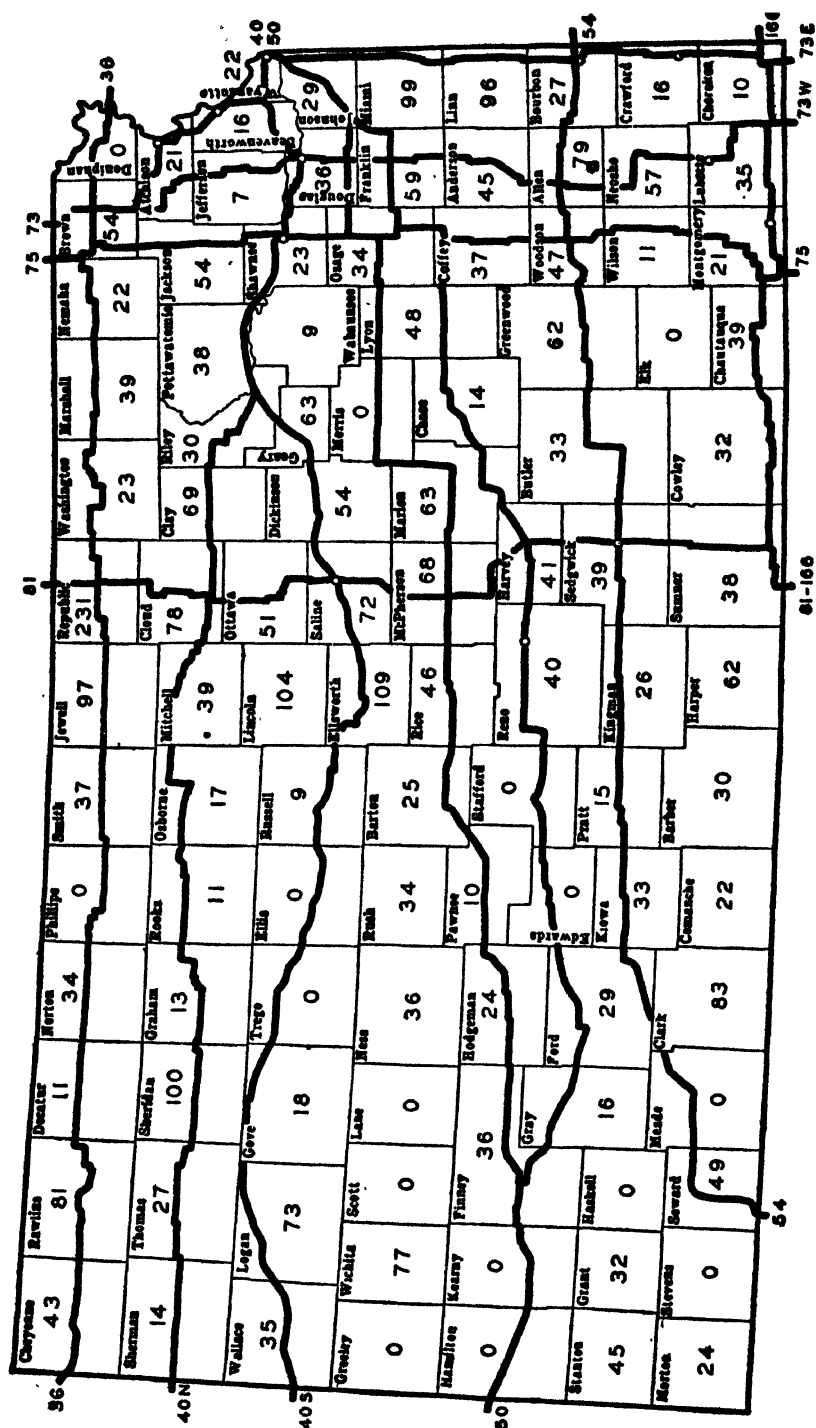 36
Cheyenne 43
Rawlins 81
Decatur 11
Norton 34
Phillips 0
Smith 37
Jewell 97
81
Republic 231
Washington 23
Marshall 39
Nemaha 22
75
73
Brown 54
Doniphan 0
36
40N
Sherman 14
Thomas 27
Sheridan 100
Graham 13
Rooks 11
Osborne 17
Mitchell 39
Cloud 78
Clay 69
Riley 30
Pottawatomie 38
Jackson 54
Atchison 21
Jefferson 7
Leavenworth 16
Wyandotte 22
40
50
40S
Wallace 35
Logan 73
Gove 18
Trego 0
Ellis 0
Russell 9
Lincoln 104
Ottawa 51
Saline 72
Ellsworth 109
Dickinson 54
Geary 63
Morris 0
Wabaunsee 9
Shawnee 23
Osage 34
Douglas 36
Johnson 29
Greeley 0
Wichita 77
Scott 0
Lane 0
Ness 36
Rush 34
Barton 25
Rice 46
McPherson 68
Marion 63
Chase 14
Lyon 48
Coffey 37
Franklin 59
Anderson 45
Miami 99
Linn 96
50
Hamilton 0
Kearny 0
Finney 36
Hodgeman 24
Pawnee 10
Stafford 0
Edwards 0
Reno 40
Harvey 41
Sedgwick 39
Butler 33
Greenwood 62
Woodson 47
Allen 79
Bourbon 27
54
Stanton 45
Grant 32
Haskell 0
Gray 16
Ford 29
Kiowa 33
Pratt 15
Kingman 26
Elk 0
Wilson 11
Neosho 57
Crawford 16
Morton 24
Stevens 0
Seward 49
Meade 0
Clark 83
Comanche 22
Barber 30
Harper 62
Sumner 38
Cowley 32
Chautauqua 39
Montgomery 21
Labette 35
Cherokee 10
54
81-166
75
73W
73E
166